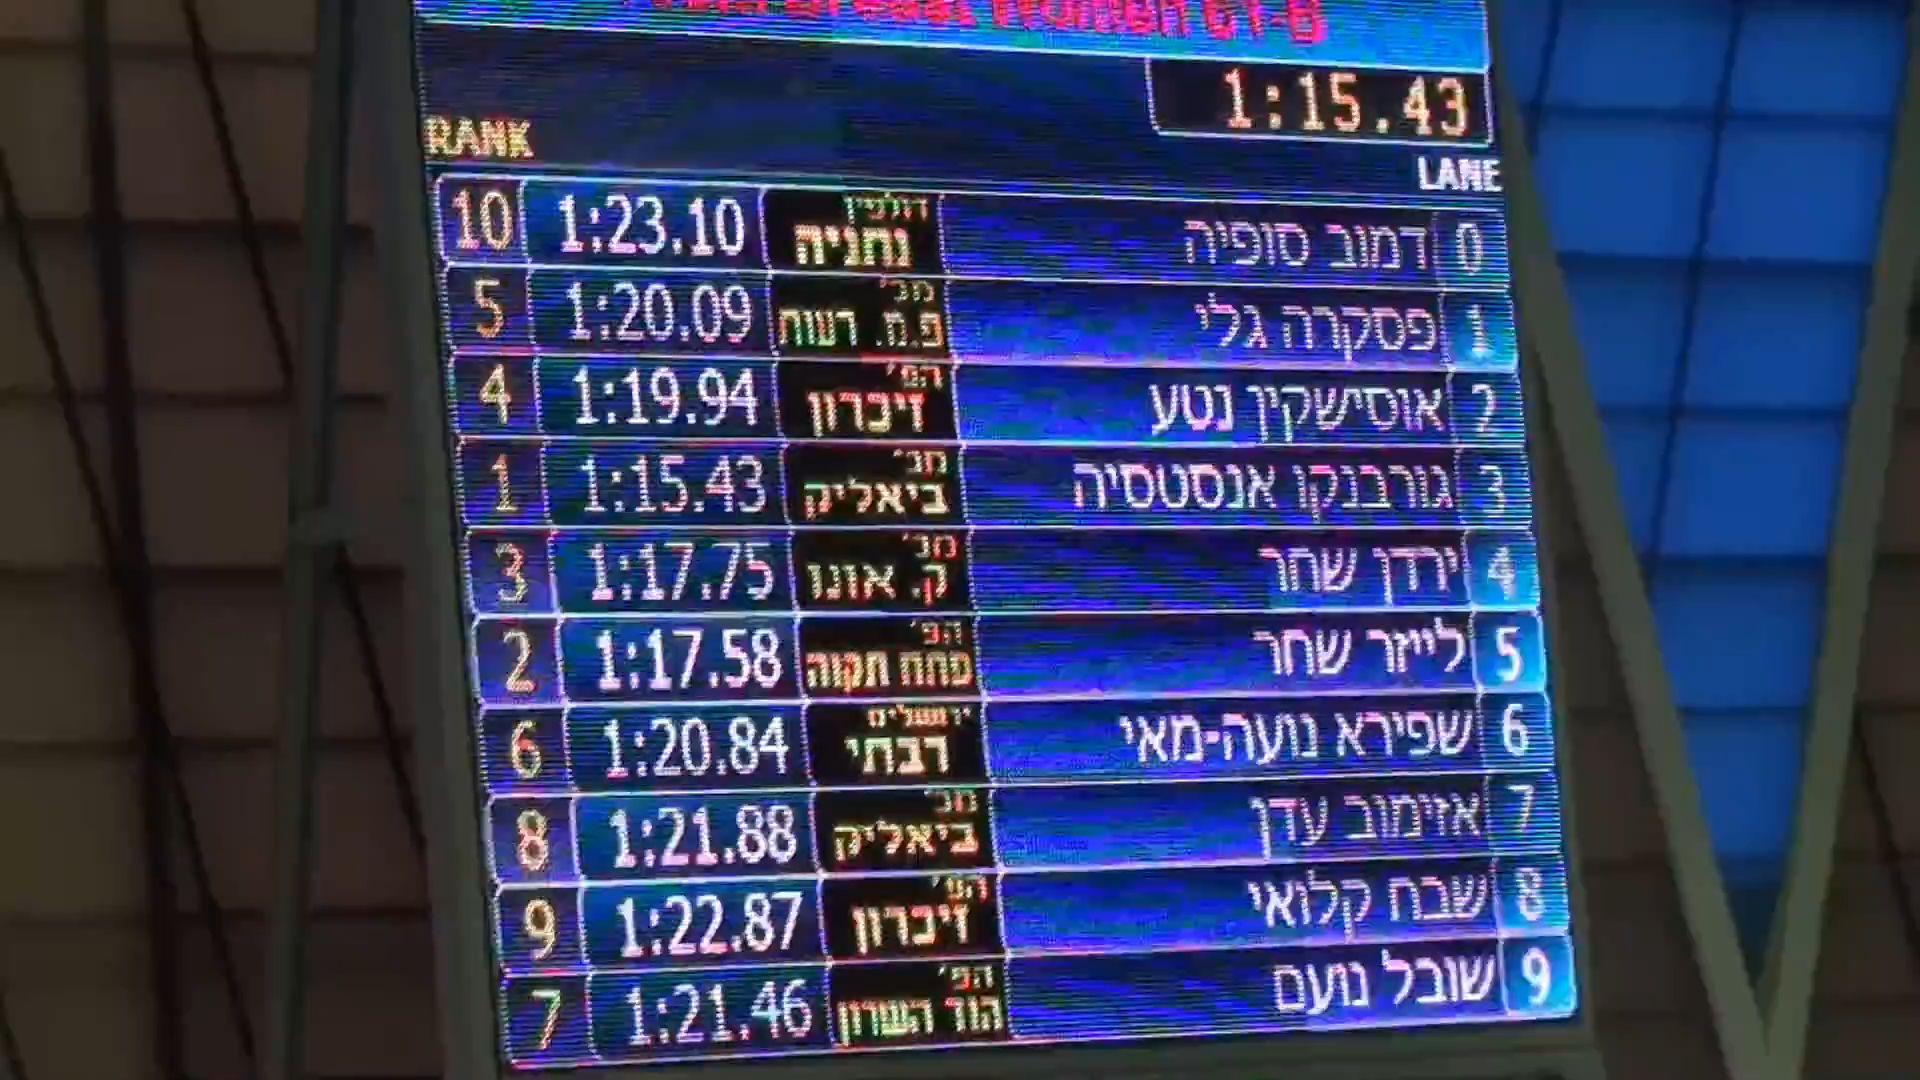 Breast Women 61-B
1:15.43
RANK LANE
10 1:23.10 דולפין נתניה דמוב סופיה 0
5 1:20.09 מכ׳ פ.ת. רעות פסקרה גלי 1
4 1:19.94 הפ׳ זיכרון אוסישקין נטע 2
1 1:15.43 מכ׳ ביאליק גורבנקו אנסטסיה 3
3 1:17.75 מכ׳ ק. אונו ירדן שחר 4
2 1:17.58 הפ׳ פתח תקוה לייזר שחר 5
6 1:20.84 ירושלים רבתי שפירא נועה-מאי 6
8 1:21.88 מכ׳ ביאליק אזימוב עדן 7
9 1:22.87 הפ׳ זיכרון שבח קלואי 8
7 1:21.46 הפ׳ הוד השרון שובל נועם 9